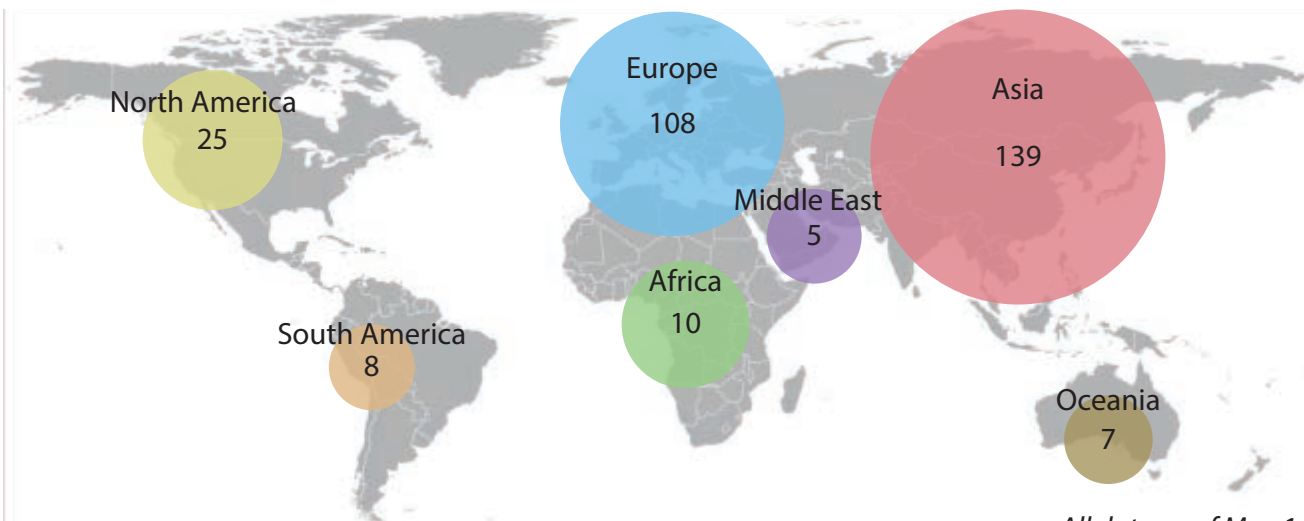 North America
25
Europe
108
Asia
139
Middle East
5
Africa
10
South America
8
Oceania
7